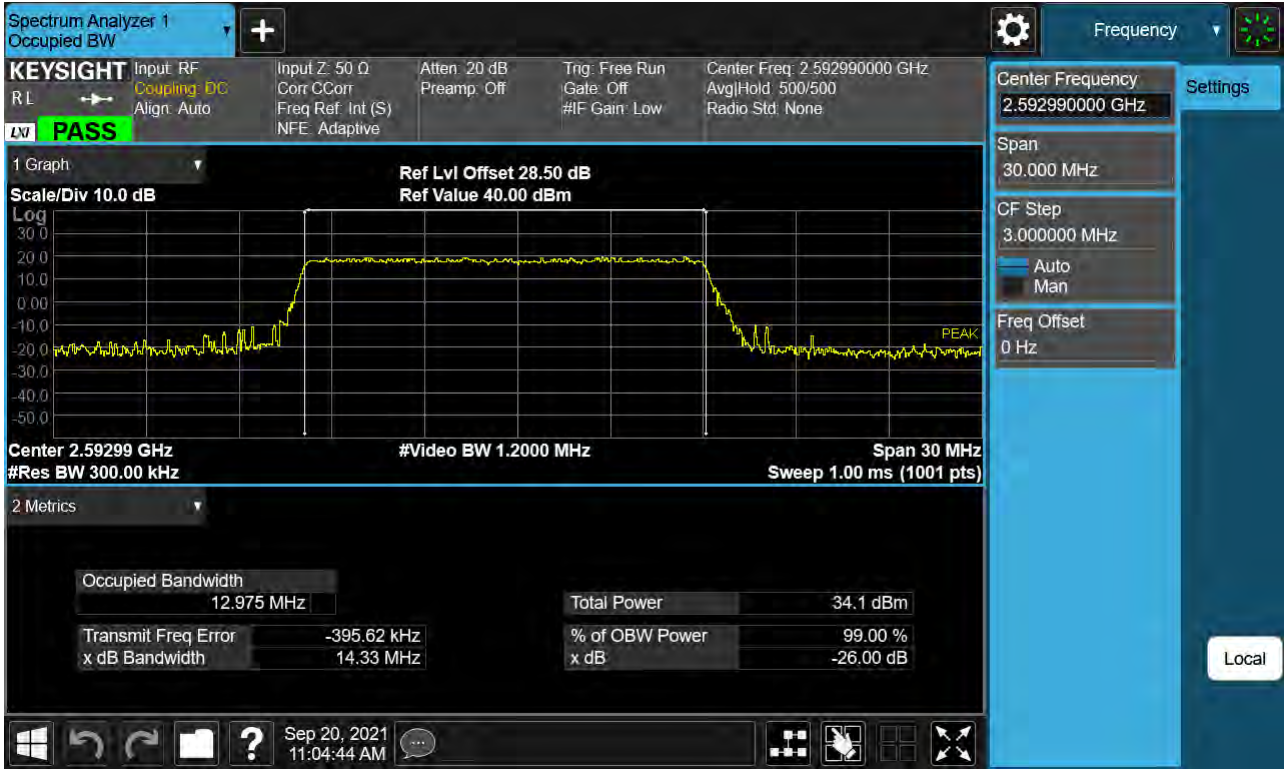 Spectrum Analyzer 1
Occupied BW
+
Frequency
KEYSIGHT
RL
LXI
PASS
Input: RF
Coupling: DC
Align: Auto
Input Z: 50 Ω
Corr CCorr
Freq Ref: Int (S)
NFE: Adaptive
Atten: 20 dB
Preamp: Off
Trig: Free Run
Gate: Off
#IF Gain: Low
Center Freq: 2.592990000 GHz
Avg|Hold: 500/500
Radio Std: None
Center Frequency
2.592990000 GHz
Settings
Span
30.000 MHz
CF Step
3.000000 MHz
Auto
Man
Freq Offset
0 Hz
Local
1 Graph
Scale/Div 10.0 dB
Ref Lvl Offset 28.50 dB
Ref Value 40.00 dBm
Log
30.0
20.0
10.0
0.00
-10.0
-20.0
-30.0
-40.0
-50.0
PEAK
Center 2.59299 GHz
#Video BW 1.2000 MHz
Span 30 MHz
#Res BW 300.00 kHz
Sweep 1.00 ms (1001 pts)
2 Metrics
Occupied Bandwidth
12.975 MHz
Total Power 34.1 dBm
Transmit Freq Error -395.62 kHz
% of OBW Power 99.00 %
x dB Bandwidth 14.33 MHz
x dB -26.00 dB
?
Sep 20, 2021
11:04:44 AM